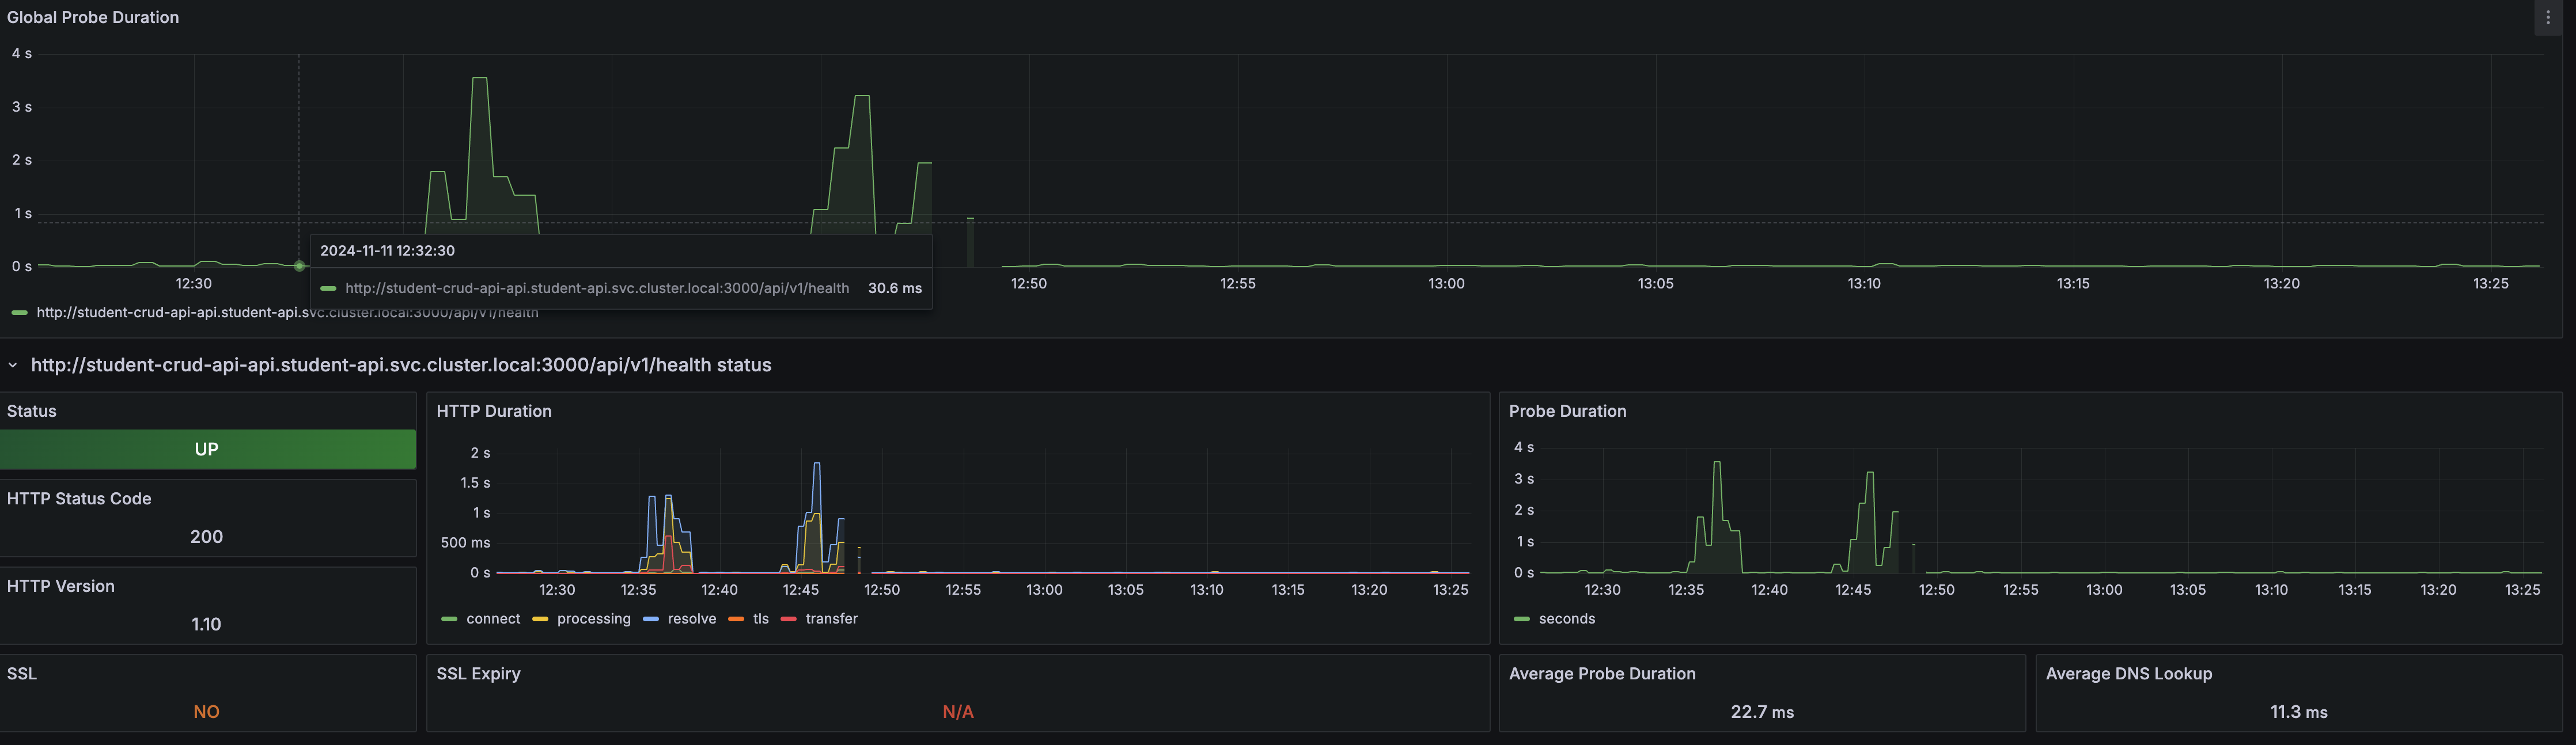 Global Probe Duration
4 s
3 s
2 s
1 s
0 s
12:30 12:50 12:55 13:00 13:05 13:10 13:15 13:20 13:25
2024-11-11 12:32:30
http://student-crud-api-api.student-api.svc.cluster.local:3000/api/v1/health 30.6 ms
http://student-crud-api-api.student-api.svc.cluster.local:3000/api/v1/health
http://student-crud-api-api.student-api.svc.cluster.local:3000/api/v1/health status
Status
UP
HTTP Status Code
200
HTTP Version
1.10
SSL
NO
HTTP Duration
2 s
1.5 s
1 s
500 ms
0 s
12:30 12:35 12:40 12:45 12:50 12:55 13:00 13:05 13:10 13:15 13:20 13:25
connect processing resolve tls transfer
Probe Duration
4 s
3 s
2 s
1 s
0 s
12:30 12:35 12:40 12:45 12:50 12:55 13:00 13:05 13:10 13:15 13:20 13:25
seconds
SSL Expiry
N/A
Average Probe Duration
22.7 ms
Average DNS Lookup
11.3 ms